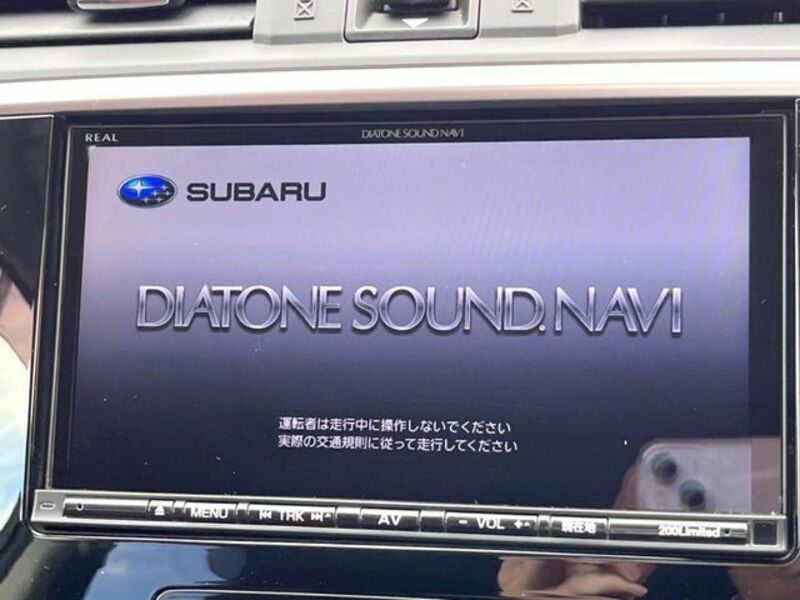 REAL
DIATONE SOUND NAVI
SUBARU
DIATONE SOUND.NAVI
運転者は走行中に操作しないでください
実際の交通規則に従って走行してください
MENU
TRK
AV
- VOL +
現在地
200Limited